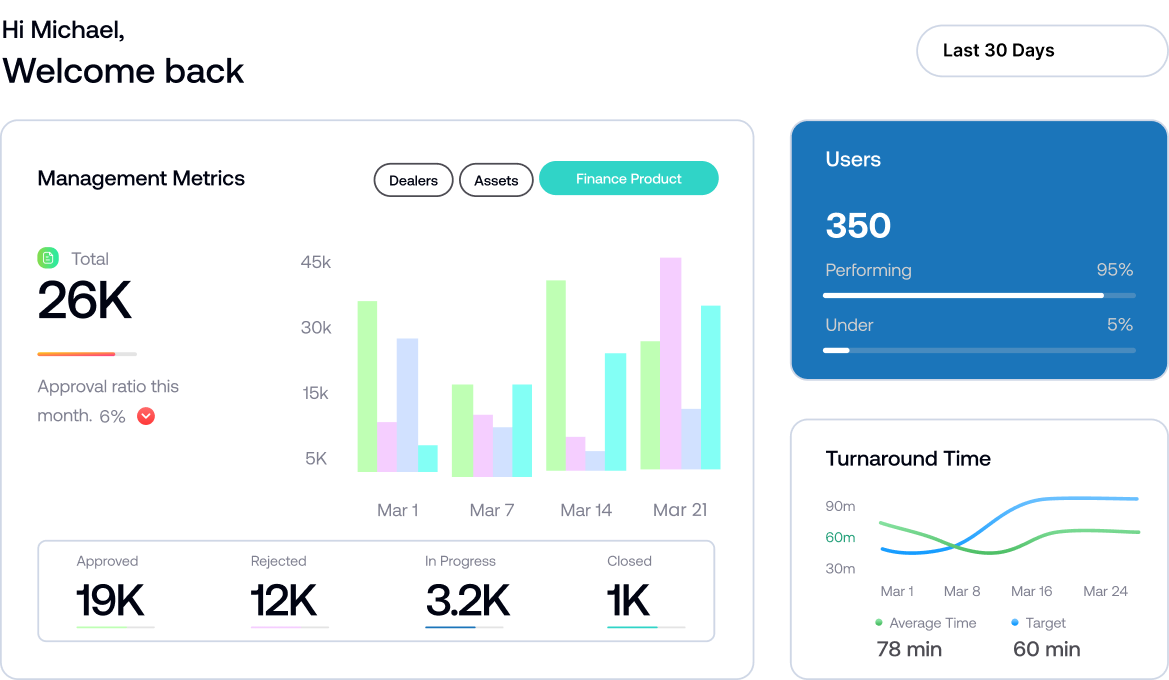 Hi Michael,
Welcome back
Last 30 Days
Management Metrics
Dealers
Assets
Finance Product
Total
26K
Approval ratio this
month. 6%
45k
30k
15k
5K
Mar 1
Mar 7
Mar 14
Mar 21
Approved
Rejected
In Progress
Closed
19K
12K
3.2K
1K
Users
350
Performing 95%
Under 5%
Turnaround Time
90m
60m
30m
Mar 1
Mar 8
Mar 16
Mar 24
Average Time
Target
78 min
60 min